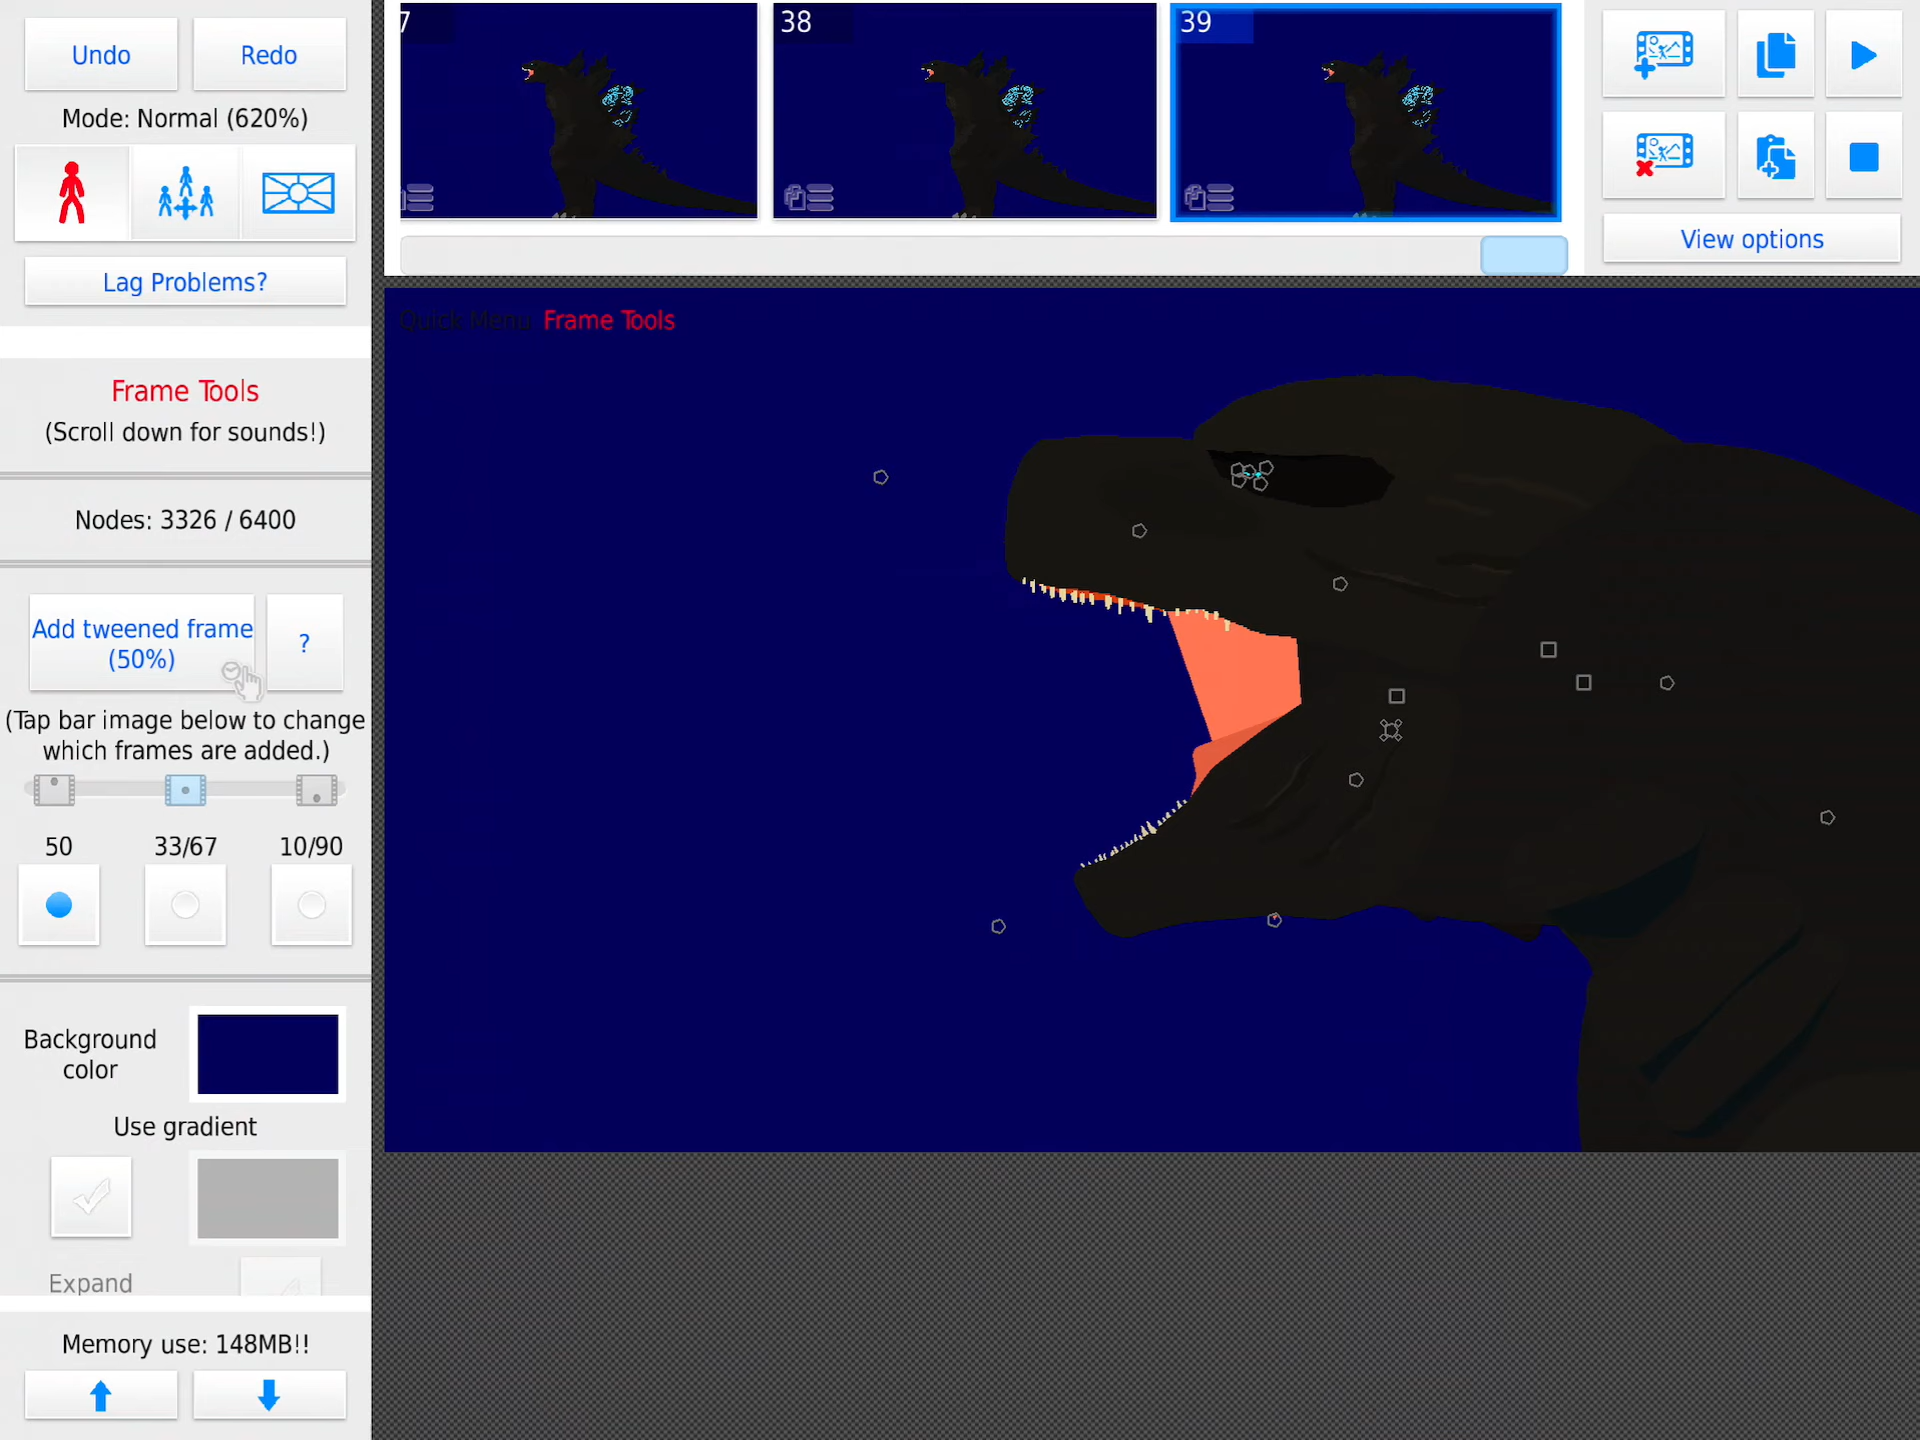 Undo
Redo
Mode: Normal (620%)
Lag Problems?
7
38
39
View options
Quick Menu
Frame Tools
Frame Tools
(Scroll down for sounds!)
Nodes: 3326 / 6400
Add tweened frame
(50%)
?
(Tap bar image below to change
which frames are added.)
50
33/67
10/90
Background
color
Use gradient
Expand
Memory use: 148MB!!